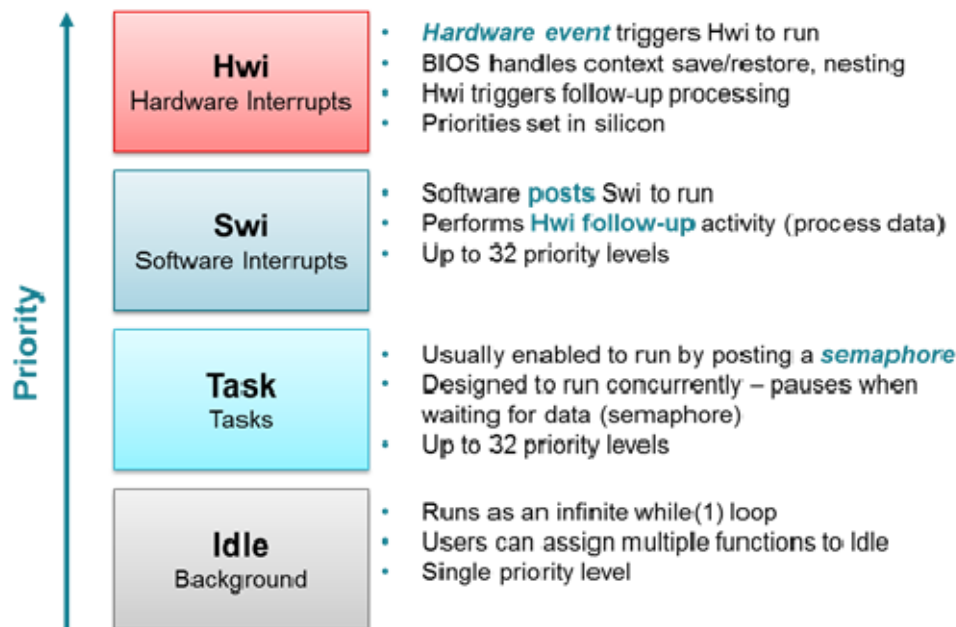 Priority
Hwi
Hardware Interrupts
• Hardware event triggers Hwi to run
• BIOS handles context save/restore, nesting
• Hwi triggers follow-up processing
• Priorities set in silicon
Swi
Software Interrupts
• Software posts Swi to run
• Performs Hwi follow-up activity (process data)
• Up to 32 priority levels
Task
Tasks
• Usually enabled to run by posting a semaphore
• Designed to run concurrently – pauses when
waiting for data (semaphore)
• Up to 32 priority levels
Idle
Background
• Runs as an infinite while(1) loop
• Users can assign multiple functions to Idle
• Single priority level